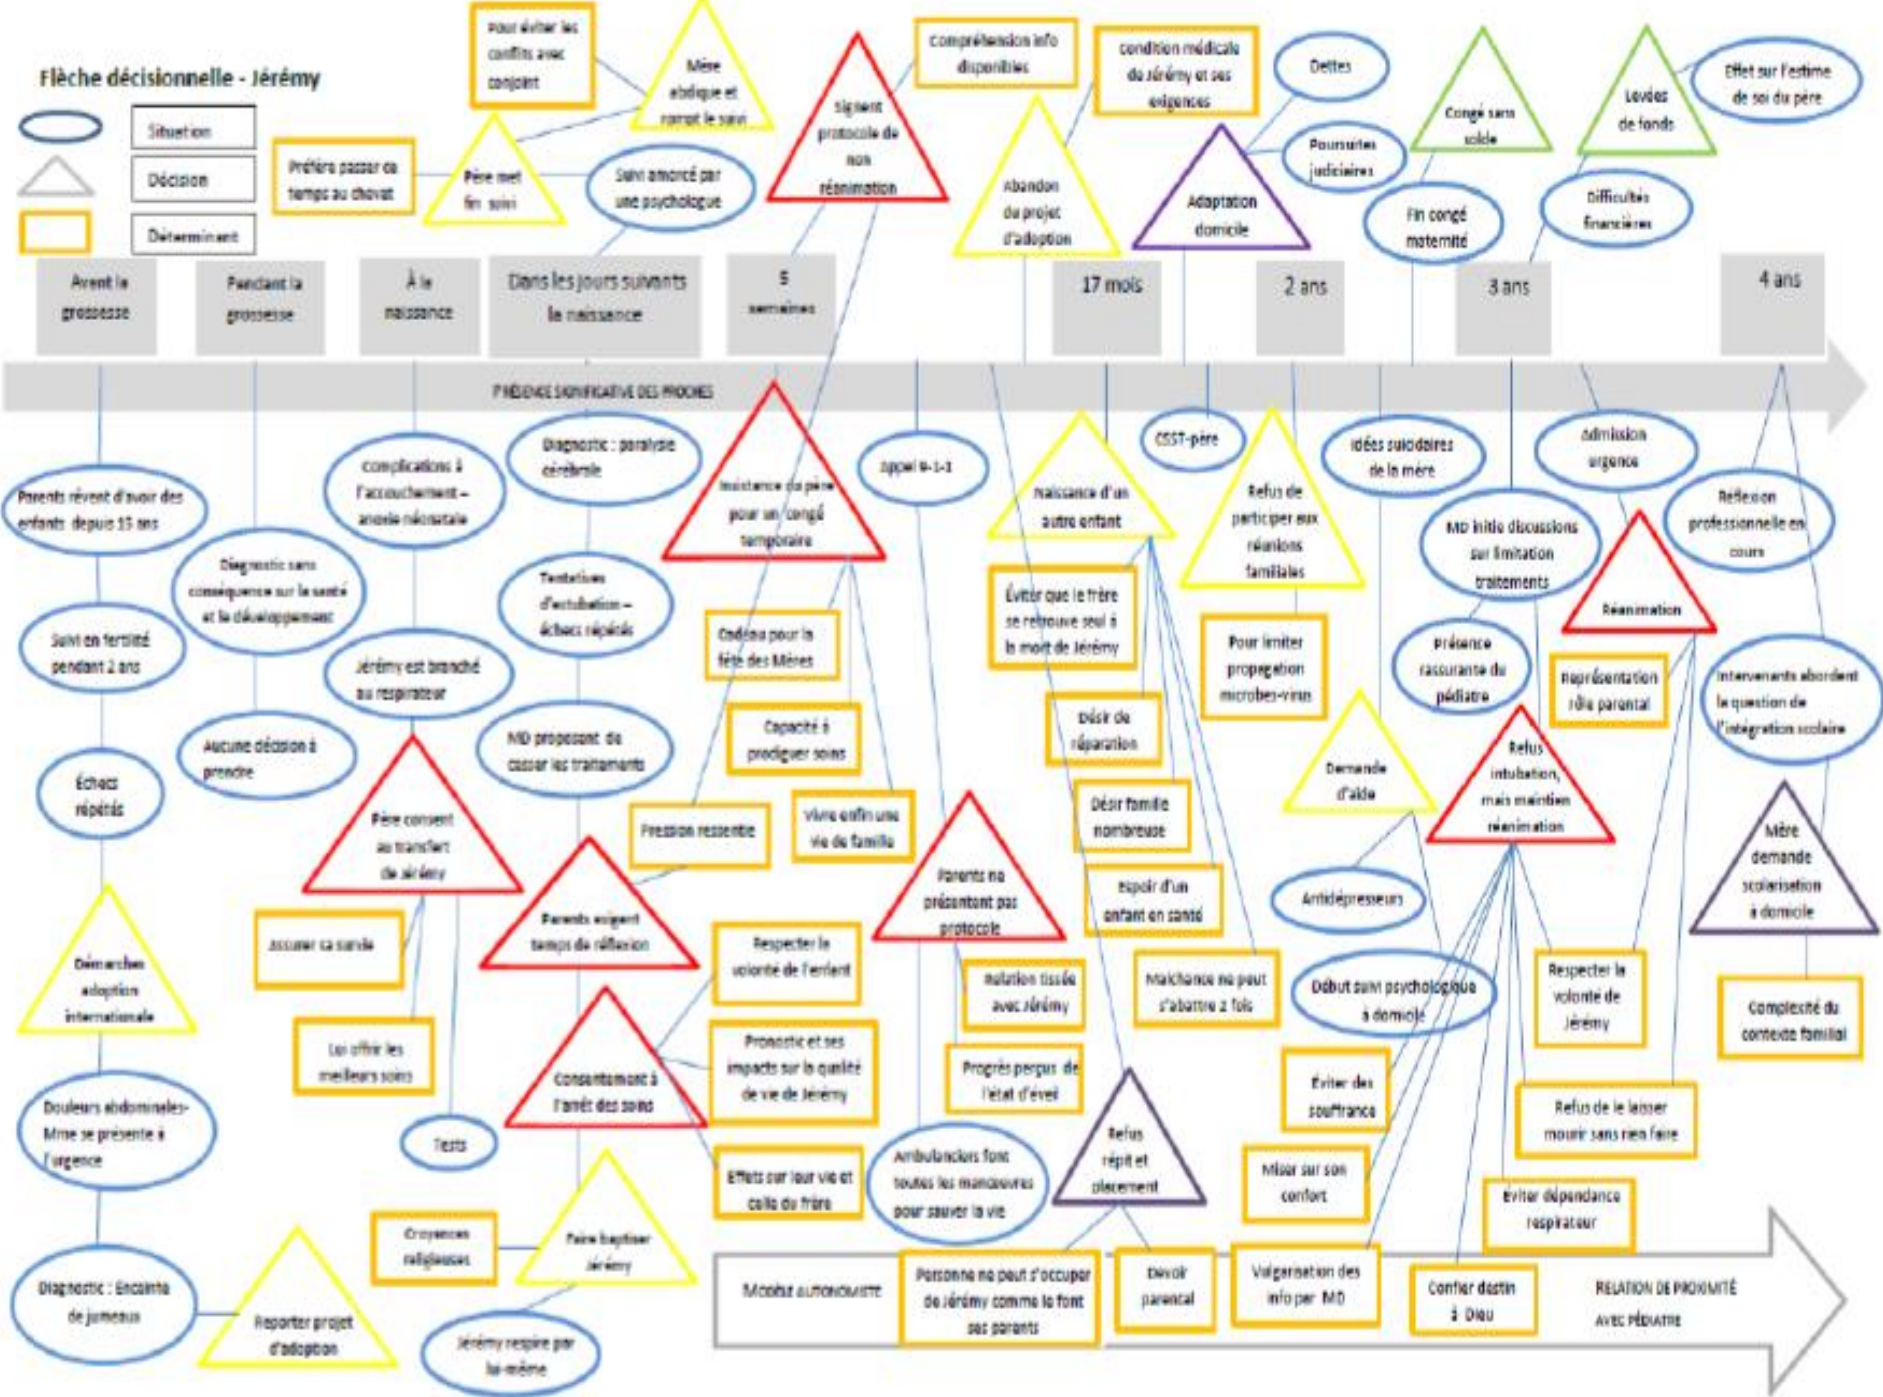 Flèche décisionnelle - Jérémy
Situation
Décision
Déterminant
Pour éviter les
conflits avec
conjoint
Mère
abdique et
rompt le suivi
Préfère passer ce
temps au chevet
Père met
fin suivi
Suivi amorcé par
une psychologue
Signent
protocole de
non
réanimation
Compréhension info
disponibles
Abandon
du projet
d'adoption
Condition médicale
de Jérémy et ses
exigences
Adaptation
domicile
Dettes
Poursuites
judiciaires
Congé sans
solde
Fin congé
maternité
Levées
de fonds
Effet sur l'estime
de soi du père
Difficultés
financières
Avant la
grossesse
Pendant la
grossesse
À la
naissance
Dans les jours suivants
la naissance
5
semaines
17 mois
2 ans
3 ans
4 ans
PRÉSENCE SIGNIFICATIVE DES PROCHES
Parents rêvent d'avoir des
enfants depuis 15 ans
Suivi en fertilité
pendant 2 ans
Échecs
répétés
Démarches
adoption
internationale
Douleurs abdominales-
Mme se présente à
l'urgence
Diagnostic : Enceinte
de jumeaux
Reporter projet
d'adoption
Diagnostic sans
conséquence sur la santé
et le développement
Aucune décision à
prendre
Complications à
l'accouchement –
anoxie néonatale
Jérémy est branché
au respirateur
Père consent
au transfert
de Jérémy
Assurer sa survie
Lui offrir les
meilleurs soins
Tests
Diagnostic : paralysie
cérébrale
Tentatives
d'extubation –
échecs répétés
MD proposent de
cesser les traitements
Parents exigent
temps de réflexion
Pression ressentie
Consentement à
l'arrêt des soins
Respecter la
volonté de l'enfant
Pronostic et ses
impacts sur la qualité
de vie de Jérémy
Effets sur leur vie et
celle du frère
Faire baptiser
Jérémy
Croyances
religieuses
Jérémy respire par
lui-même
Insistance du père
pour un congé
temporaire
Cadeau pour la
fête des Mères
Capacité à
prodiguer soins
Vivre enfin une
vie de famille
Appel 9-1-1
Parents ne
présentent pas
protocole
Relation tissée
avec Jérémy
Progrès perçus de
l'état d'éveil
Ambulanciers font
toutes les manœuvres
pour sauver la vie
Naissance d'un
autre enfant
Éviter que le frère
se retrouve seul à
la mort de Jérémy
Désir de
réparation
Désir famille
nombreuse
Espoir d'un
enfant en santé
Malchance ne peut
s'abattre 2 fois
Refus
répit et
placement
Personne ne peut s'occuper
de Jérémy comme le font
ses parents
Devoir
parental
CSST-père
Refus de
participer aux
réunions
familiales
Pour limiter
propagation
microbes-virus
Idées suicidaires
de la mère
Demande
d'aide
Antidépresseurs
Début suivi psychologique
à domicile
MD initie discussions
sur limitation
traitements
Présence
rassurante du
pédiatre
Refus
intubation,
mais maintien
réanimation
Éviter des
souffrance
Miser sur son
confort
Vulgarisation des
info par MD
Confier destin
à Dieu
Eviter dépendance
respirateur
Refus de le laisser
mourir sans rien faire
Respecter la
volonté de
Jérémy
Admission
urgence
Réanimation
Représentation
rôle parental
Réflexion
professionnelle en
cours
Intervenants abordent
la question de
l'intégration scolaire
Mère
demande
scolarisation
à domicile
Complexité du
contexte familial
MODÈLE AUTONOMISTE
RELATION DE PROXIMITÉ
AVEC PÉDIATRE